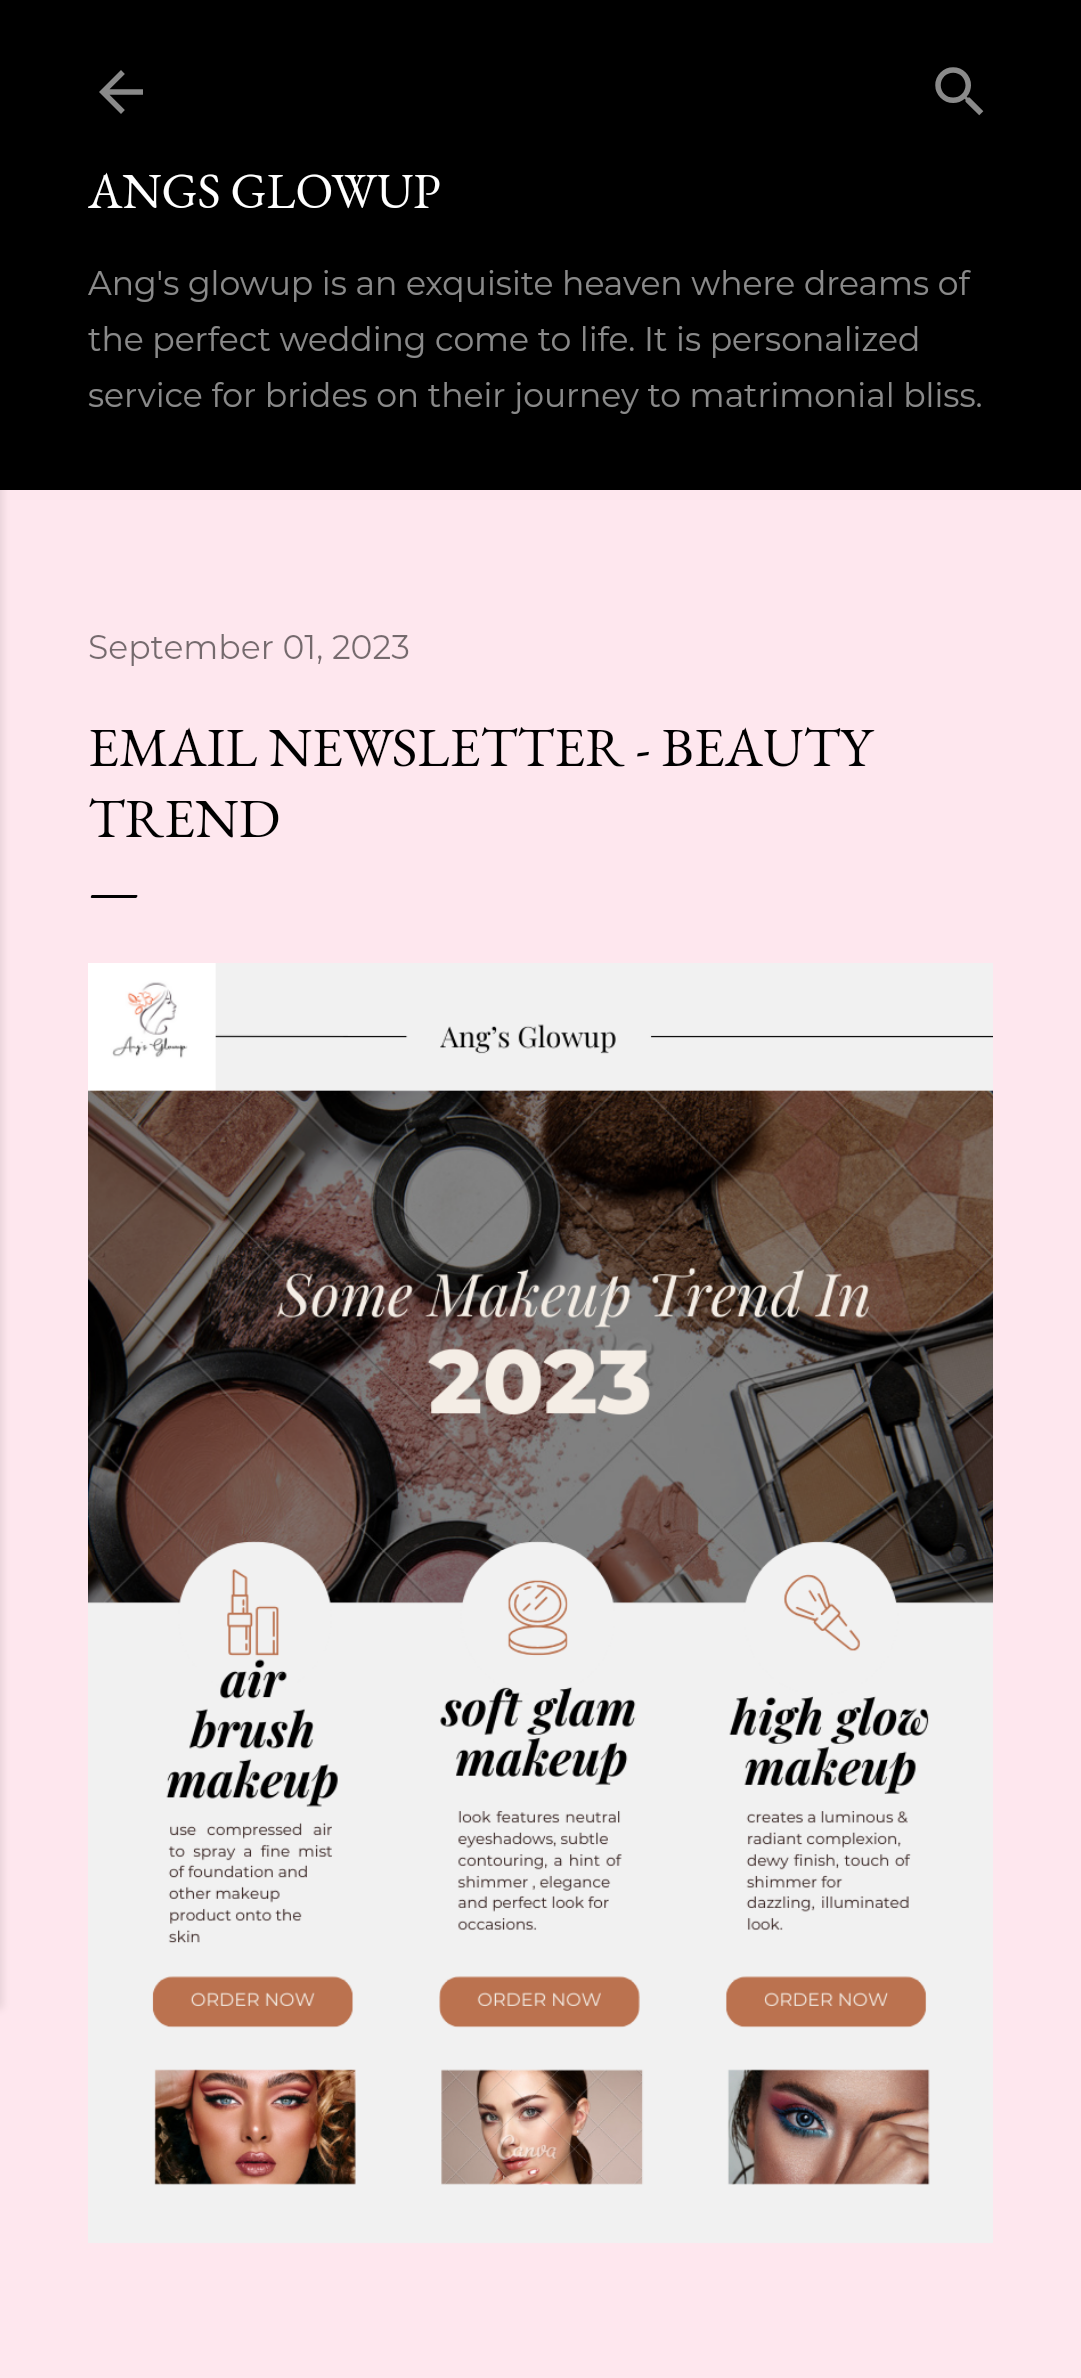 ANGS GLOWUP
Ang's glowup is an exquisite heaven where dreams of
the perfect wedding come to life. It is personalized
service for brides on their journey to matrimonial bliss.
September 01, 2023
EMAIL NEWSLETTER - BEAUTY
TREND
Ang's Glowup
Ang’s Glowup
Some Makeup Trend In
2023
air
brush
makeup
use compressed air
to spray a fine mist
of foundation and
other makeup
product onto the
skin
ORDER NOW
soft glam
makeup
look features neutral
eyeshadows, subtle
contouring, a hint of
shimmer , elegance
and perfect look for
occasions.
ORDER NOW
high glow
makeup
creates a luminous &
radiant complexion,
dewy finish, touch of
shimmer for
dazzling, illuminated
look.
ORDER NOW
Canva